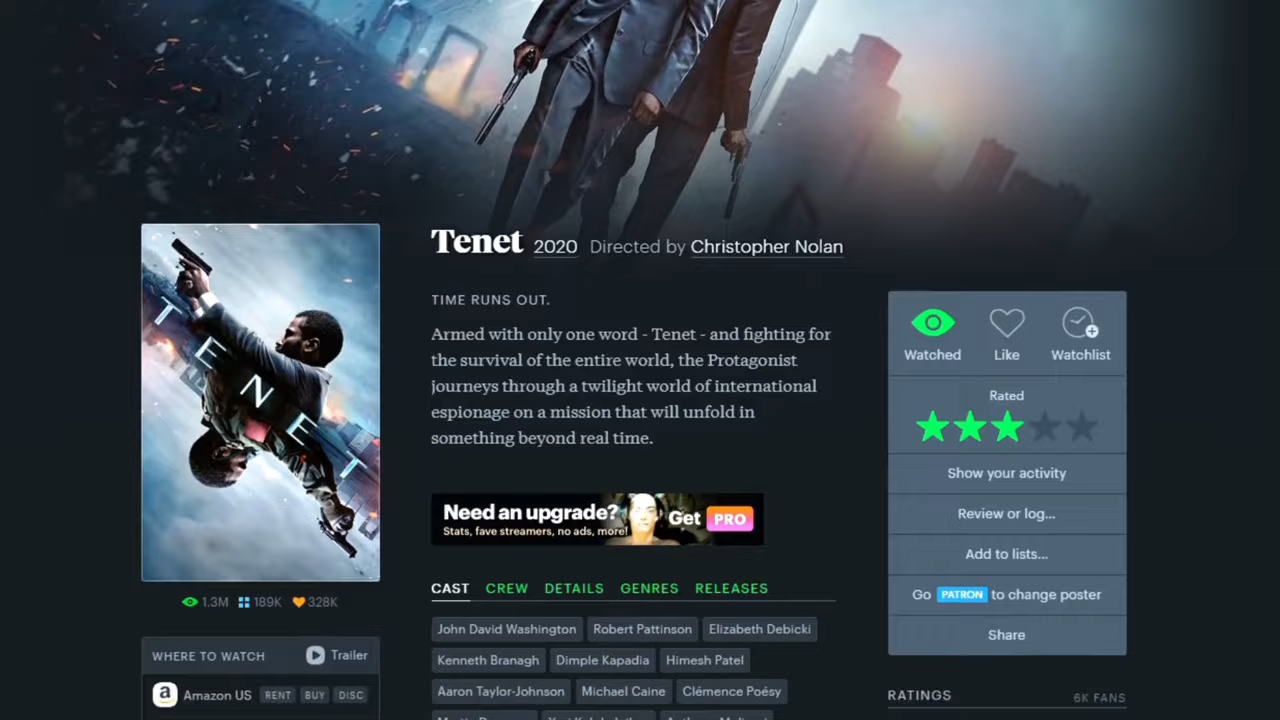 Tenet 2020 Directed by Christopher Nolan
TIME RUNS OUT.
Armed with only one word - Tenet - and fighting for
the survival of the entire world, the Protagonist
journeys through a twilight world of international
espionage on a mission that will unfold in
something beyond real time.
TENET
1.3M 189K 328K
WHERE TO WATCH Trailer
a Amazon US RENT BUY DISC
Need an upgrade? Get PRO
Stats, fave streamers, no ads, more!
CAST CREW DETAILS GENRES RELEASES
John David Washington Robert Pattinson Elizabeth Debicki
Kenneth Branagh Dimple Kapadia Himesh Patel
Aaron Taylor-Johnson Michael Caine Clémence Poésy
Watched Like Watchlist
Rated
Show your activity
Review or log...
Add to lists...
Go PATRON to change poster
Share
RATINGS 6K FANS